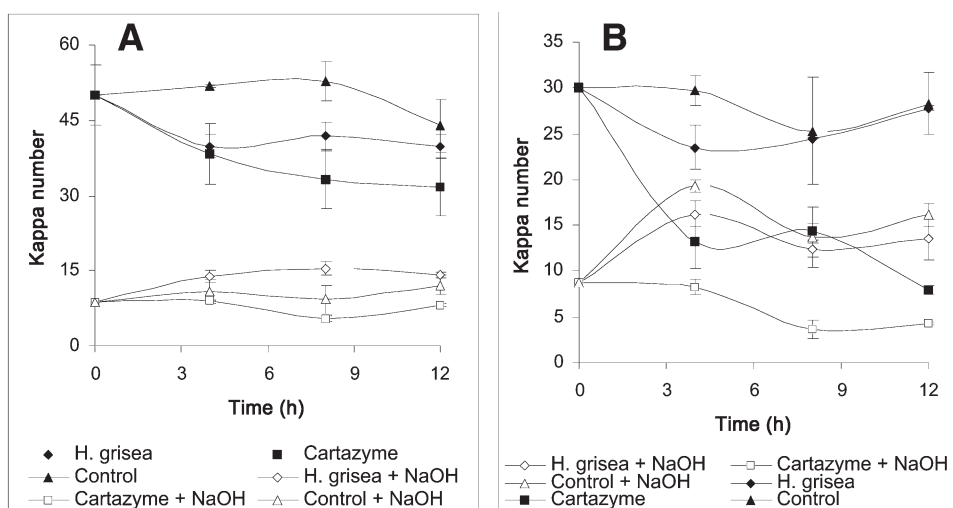 A
60
45
30
15
0
Kappa number
0 3 6 9 12
Time (h)
H. grisea Cartazyme
Control H. grisea + NaOH
Cartazyme + NaOH Control + NaOH
B
35
30
25
20
15
10
5
0
Kappa number
0 3 6 9 12
Time (h)
H. grisea + NaOH Cartazyme + NaOH
Control + NaOH H. grisea
Cartazyme Control